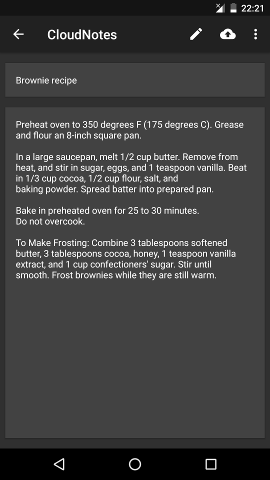 22:21
CloudNotes
Brownie recipe
Preheat oven to 350 degrees F (175 degrees C). Grease
and flour an 8-inch square pan.
In a large saucepan, melt 1/2 cup butter. Remove from
heat, and stir in sugar, eggs, and 1 teaspoon vanilla. Beat
in 1/3 cup cocoa, 1/2 cup flour, salt, and
baking powder. Spread batter into prepared pan.
Bake in preheated oven for 25 to 30 minutes.
Do not overcook.
To Make Frosting: Combine 3 tablespoons softened
butter, 3 tablespoons cocoa, honey, 1 teaspoon vanilla
extract, and 1 cup confectioners' sugar. Stir until
smooth. Frost brownies while they are still warm.